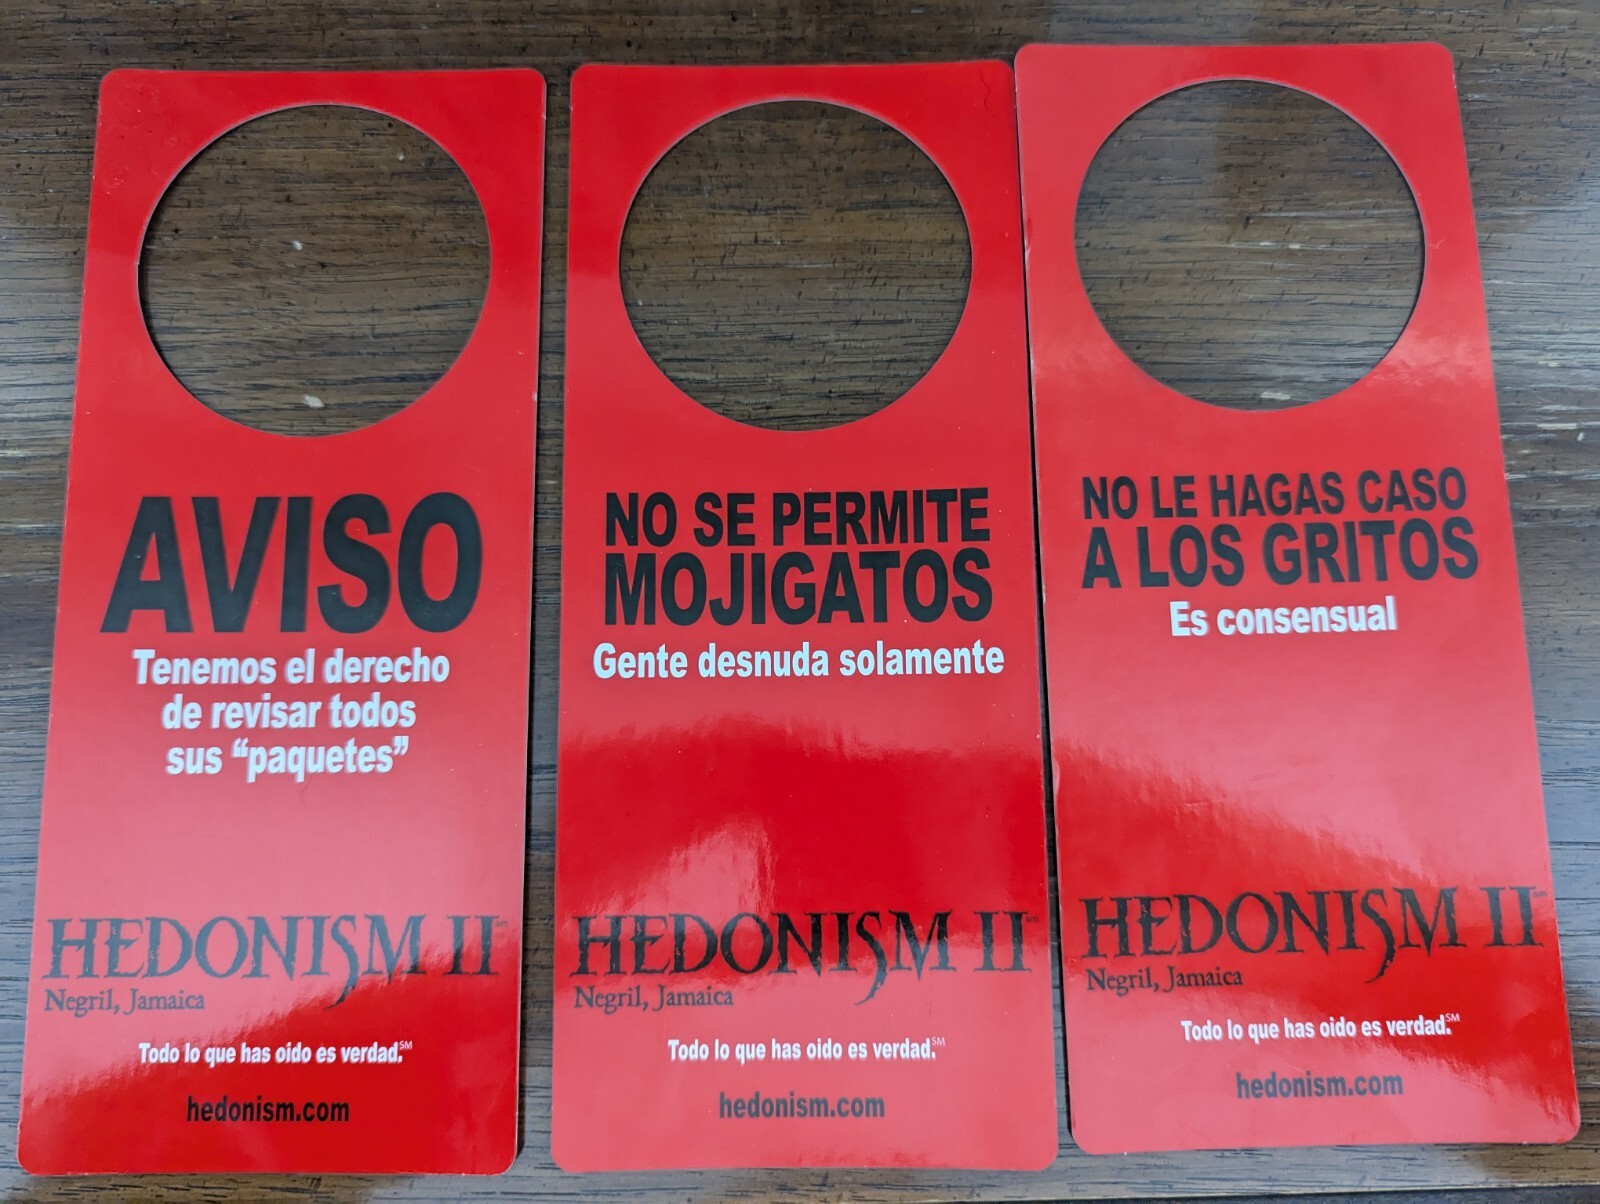 AVISO
Tenemos el derecho
de revisar todos
sus “paquetes”
HEDONISM II℠
Negril, Jamaica
Todo lo que has oido es verdad.℠
hedonism.com
NO SE PERMITE
MOJIGATOS
Gente desnuda solamente
HEDONISM II℠
Negril, Jamaica
Todo lo que has oido es verdad.℠
hedonism.com
NO LE HAGAS CASO
A LOS GRITOS
Es consensual
HEDONISM II℠
Negril, Jamaica
Todo lo que has oido es verdad.℠
hedonism.com